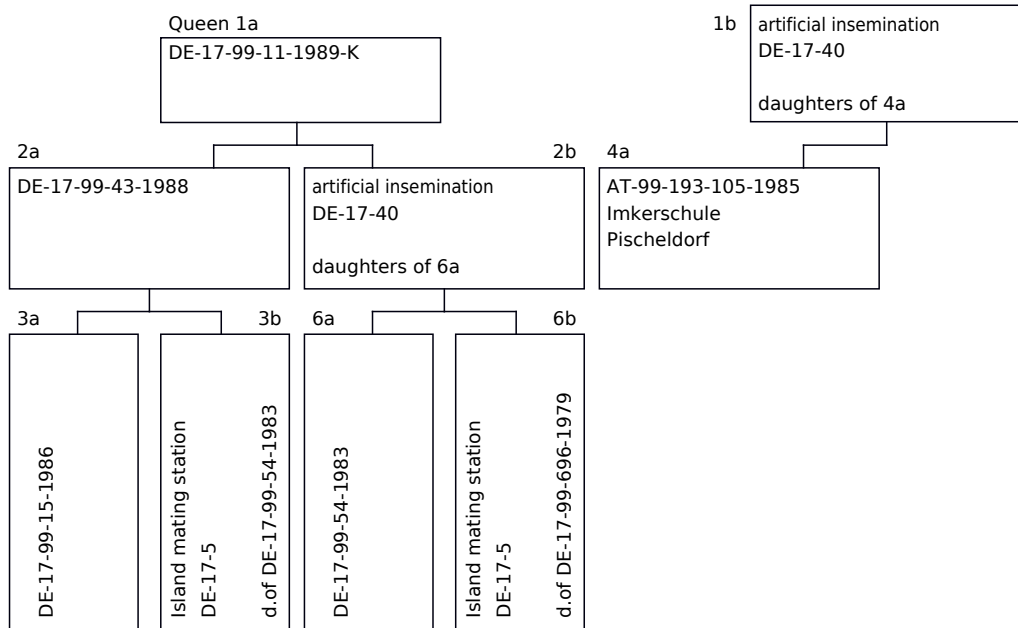 Queen 1a
DE-17-99-11-1989-K
1b
artificial insemination
DE-17-40
daughters of 4a
2a
DE-17-99-43-1988
2b
artificial insemination
DE-17-40
daughters of 6a
4a
AT-99-193-105-1985
Imkerschule
Pischeldorf
3a
DE-17-99-15-1986
3b
Island mating station
DE-17-5
d.of DE-17-99-54-1983
6a
DE-17-99-54-1983
6b
Island mating station
DE-17-5
d.of DE-17-99-696-1979